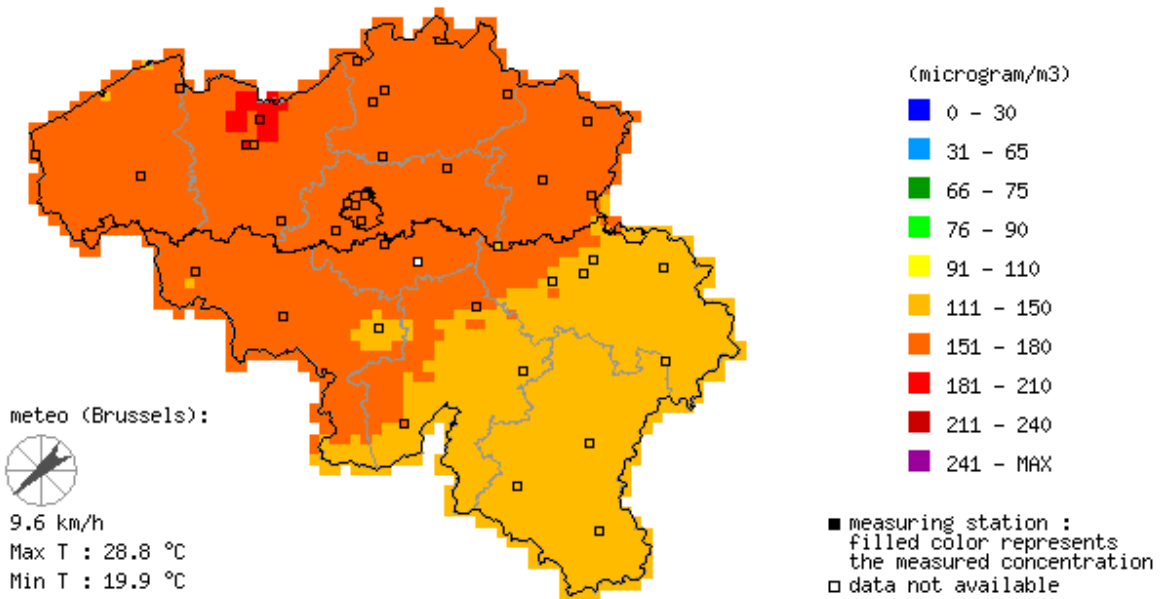 (microgram/m3)
0 - 30
31 - 65
66 - 75
76 - 90
91 - 110
111 - 150
151 - 180
181 - 210
211 - 240
241 - MAX
meteo (Brussels):
9.6 km/h
Max T : 28.8 °C
Min T : 19.9 °C
measuring station :
filled color represents
the measured concentration
data not available